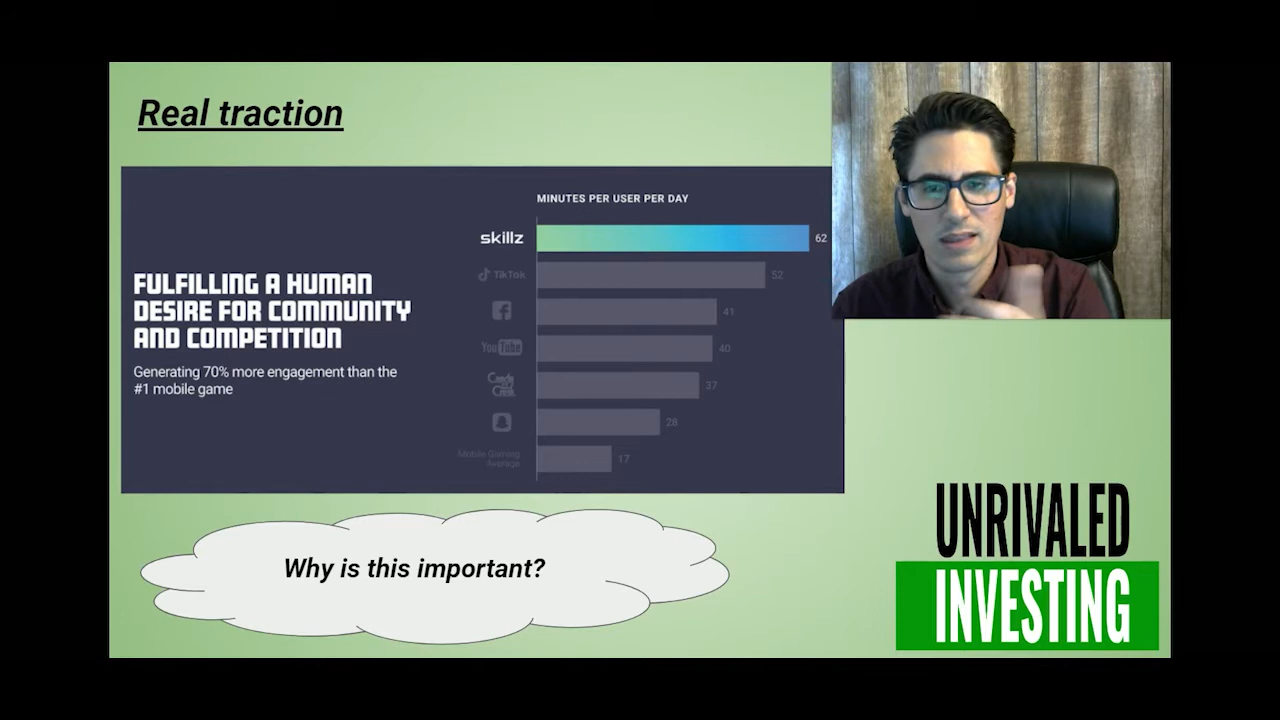 Real traction
MINUTES PER USER PER DAY
skillz
62
TikTok
52
41
YouTube
40
Candy
Crush
37
28
Mobile Gaming
Average
17
FULFILLING A HUMAN
DESIRE FOR COMMUNITY
AND COMPETITION
Generating 70% more engagement than the
#1 mobile game
Why is this important?
UNRIVALED
INVESTING